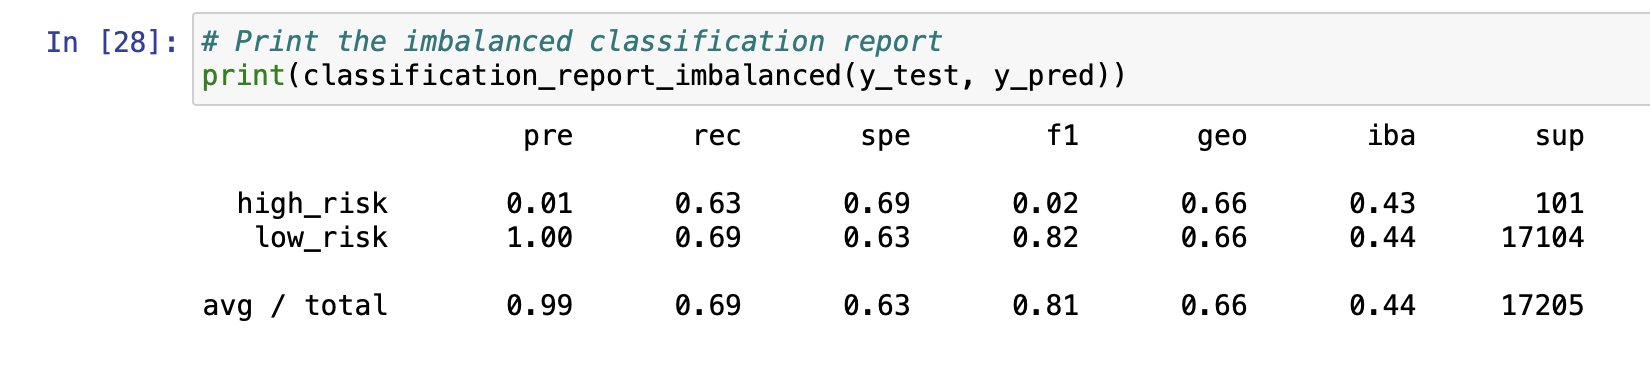 In [28]: # Print the imbalanced classification report
print(classification_report_imbalanced(y_test, y_pred))
pre rec spe f1 geo iba sup
high_risk 0.01 0.63 0.69 0.02 0.66 0.43 101
low_risk 1.00 0.69 0.63 0.82 0.66 0.44 17104
avg / total 0.99 0.69 0.63 0.81 0.66 0.44 17205